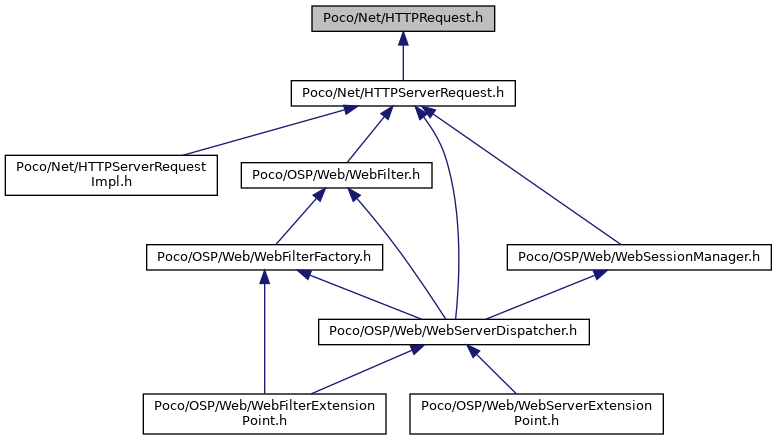 Poco/Net/HTTPRequest.h
Poco/Net/HTTPServerRequest.h
Poco/Net/HTTPServerRequest
Impl.h
Poco/OSP/Web/WebFilter.h
Poco/OSP/Web/WebFilterFactory.h
Poco/OSP/Web/WebSessionManager.h
Poco/OSP/Web/WebServerDispatcher.h
Poco/OSP/Web/WebFilterExtension
Point.h
Poco/OSP/Web/WebServerExtension
Point.h